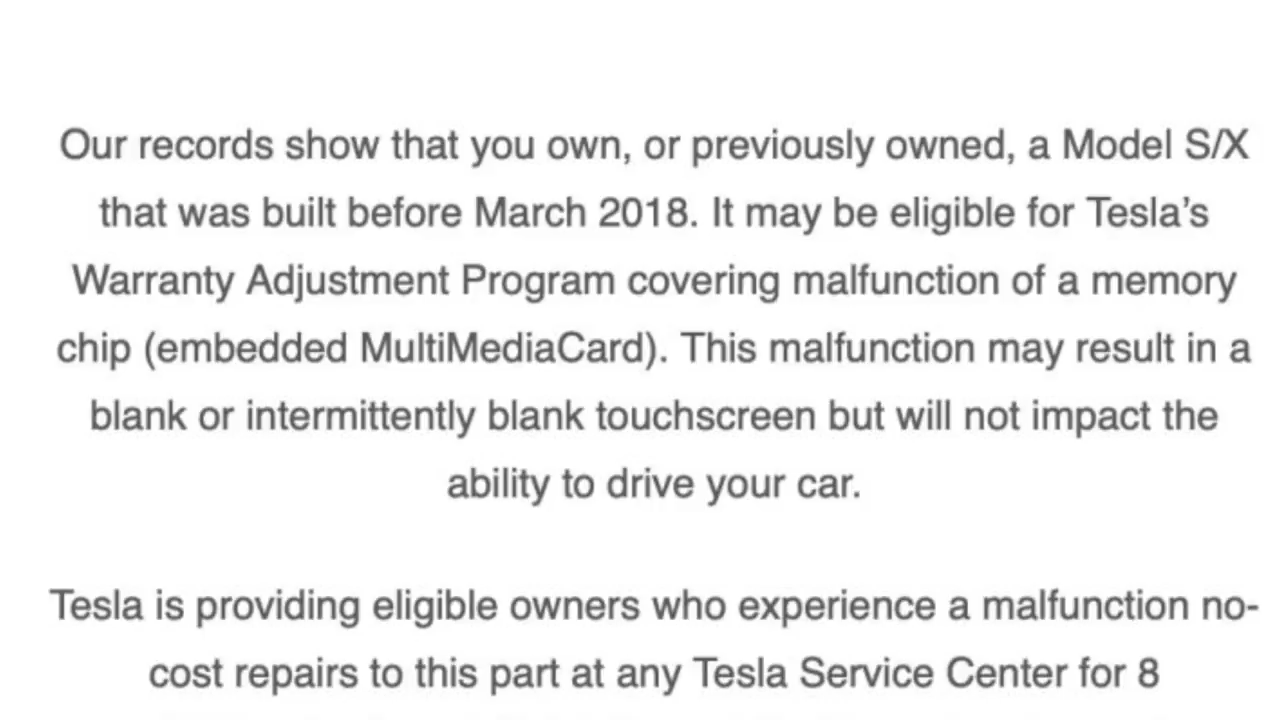 Our records show that you own, or previously owned, a Model S/X
that was built before March 2018. It may be eligible for Tesla’s
Warranty Adjustment Program covering malfunction of a memory
chip (embedded MultiMediaCard). This malfunction may result in a
blank or intermittently blank touchscreen but will not impact the
ability to drive your car.
Tesla is providing eligible owners who experience a malfunction no-
cost repairs to this part at any Tesla Service Center for 8